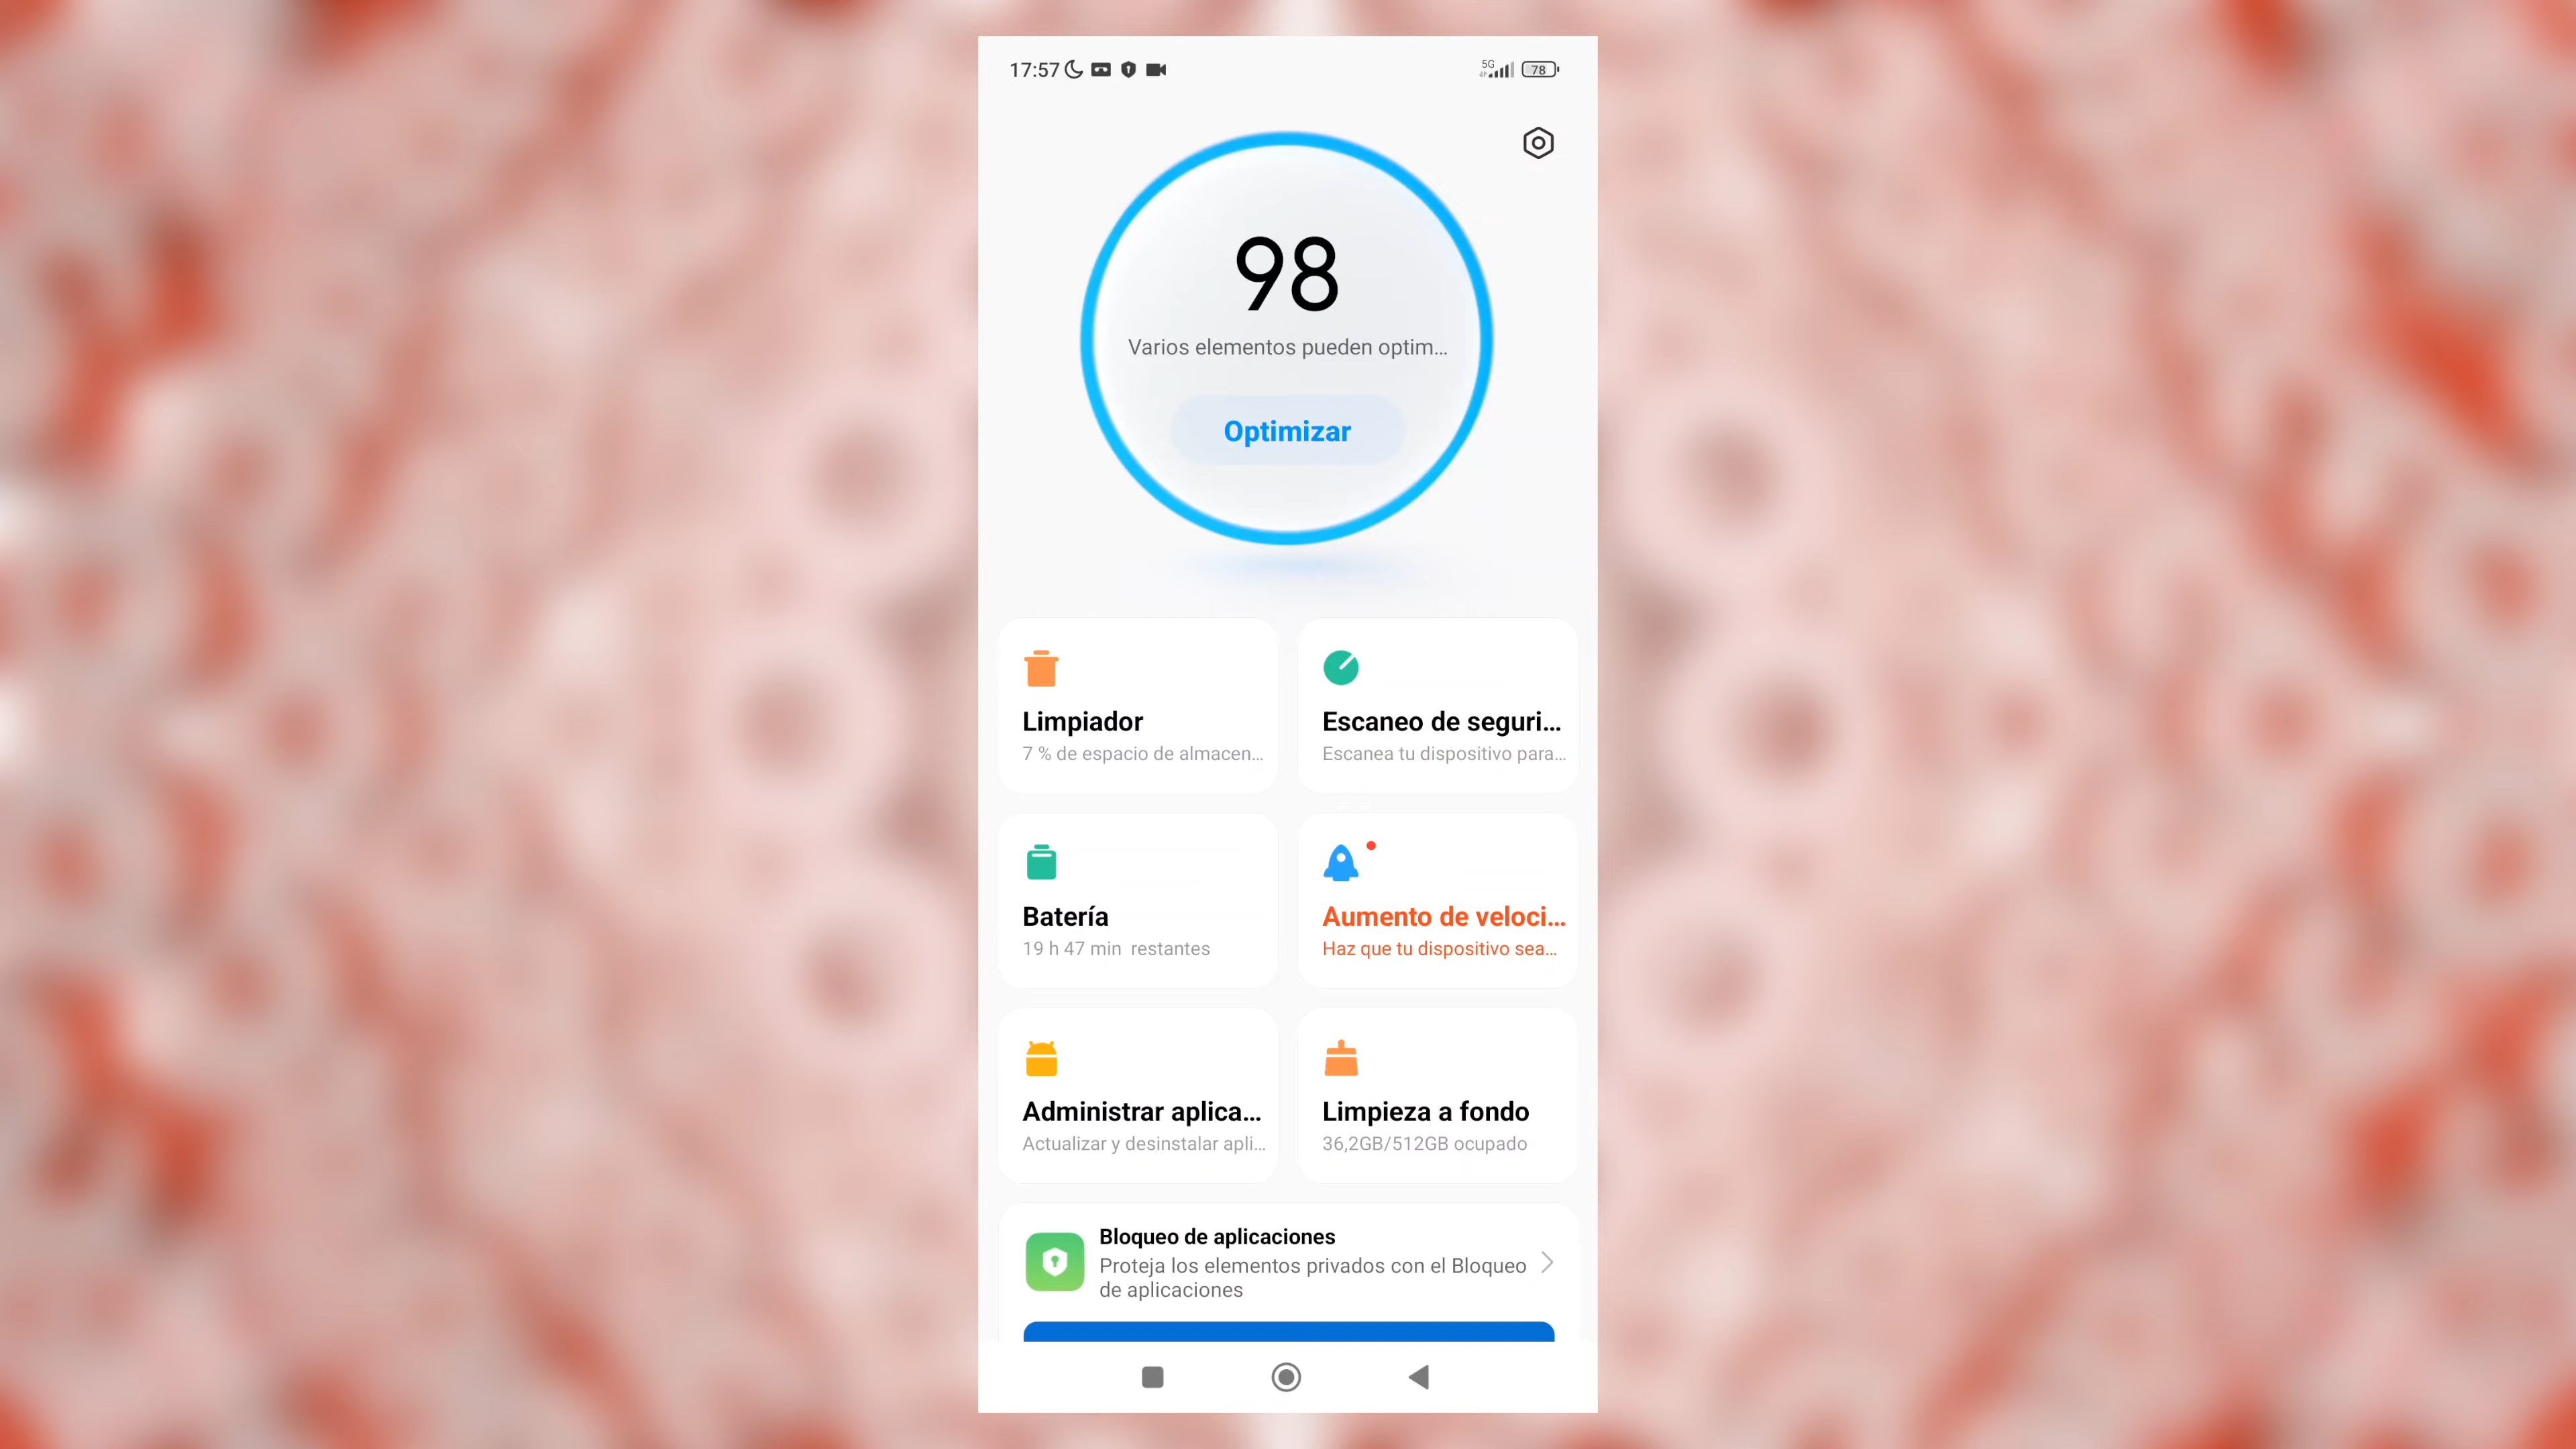 17:57
5G
78
98
Varios elementos pueden optim...
Optimizar
Limpiador
7 % de espacio de almacen...
Escaneo de seguri...
Escanea tu dispositivo para...
Batería
19 h 47 min  restantes
Aumento de veloci...
Haz que tu dispositivo sea...
Administrar aplica...
Actualizar y desinstalar apli...
Limpieza a fondo
36,2GB/512GB ocupado
Bloqueo de aplicaciones
Proteja los elementos privados con el Bloqueo
de aplicaciones